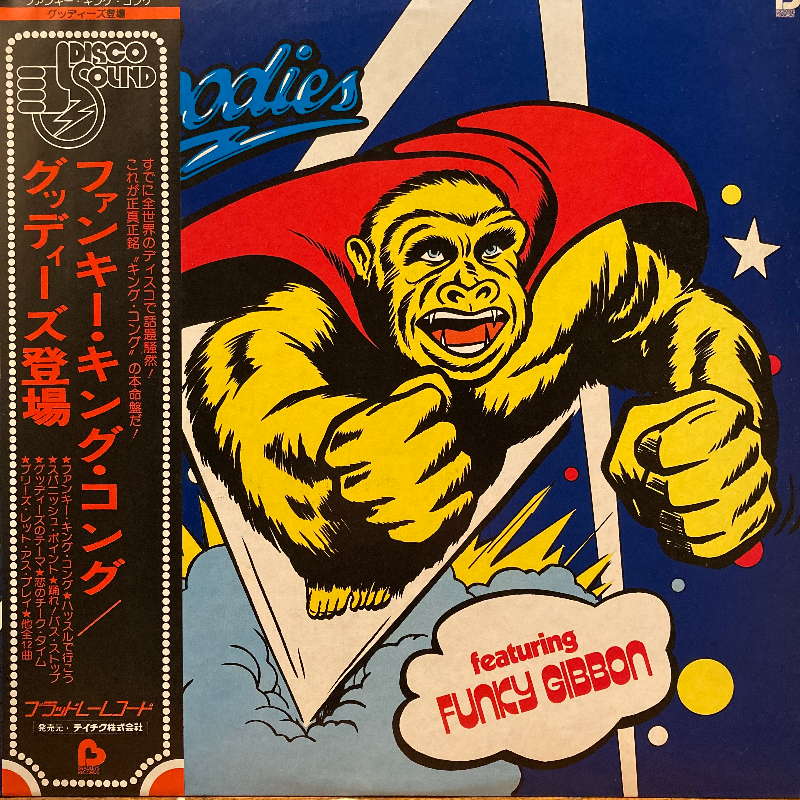 ファンキー・キング・コング
グッディーズ登場
DISCO
SOUND
すでに全世界のディスコで話題騒然!
これが正真正銘〝キング・コング〟の本命盤だ!
ファンキー・キング・コング/
グッディーズ登場
★ファンキー・キング・コング★ハッスルで行こう
★スパニッシュ・ポイント★踊れ!バス・ストップ
★グッディーズのテーマ★恋のチーク・タイム
★プリーズ・レット・アス・プレイ★他全12曲
ブラッドレーレコード
発売元・テイチク株式会社
oodies
featuring
FUNKY GIBBON